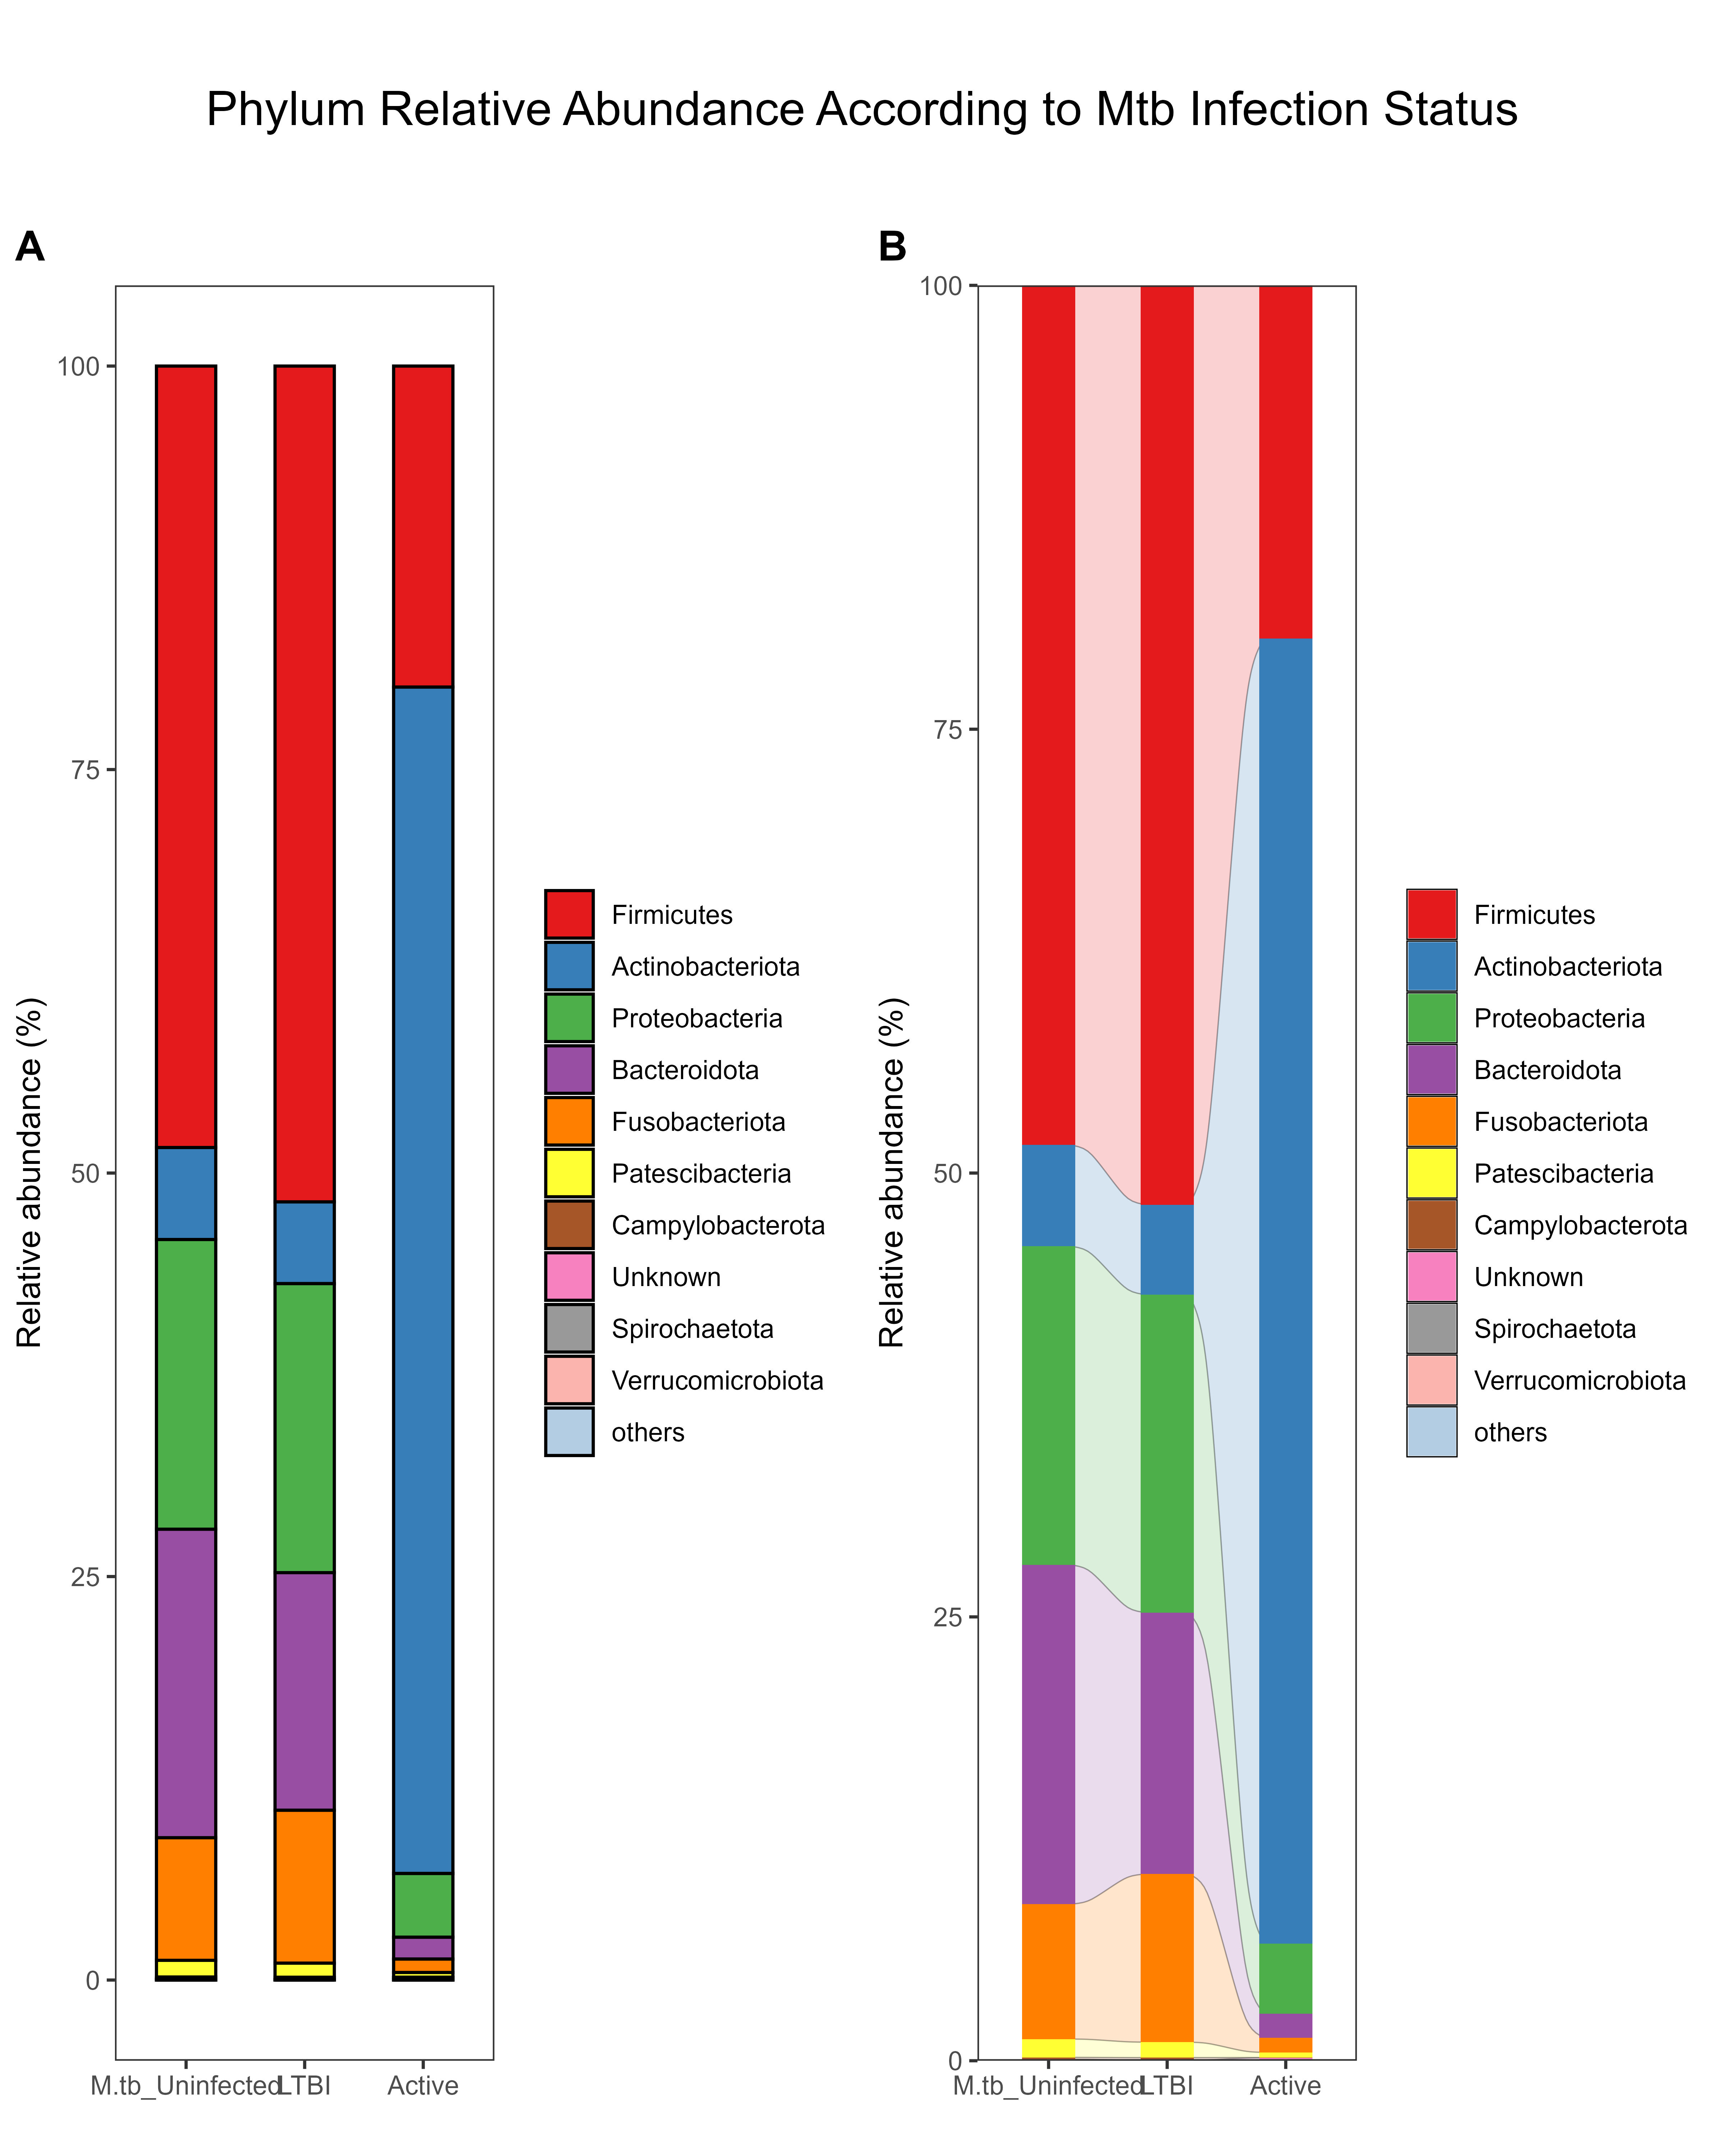 Phylum Relative Abundance According to Mtb Infection Status
A
Relative abundance (%)
100
75
50
25
0
M.tb_Uninfected
LTBI
Active
Firmicutes
Actinobacteriota
Proteobacteria
Bacteroidota
Fusobacteriota
Patescibacteria
Campylobacterota
Unknown
Spirochaetota
Verrucomicrobiota
others
B
Relative abundance (%)
100
75
50
25
0
M.tb_Uninfected
LTBI
Active
Firmicutes
Actinobacteriota
Proteobacteria
Bacteroidota
Fusobacteriota
Patescibacteria
Campylobacterota
Unknown
Spirochaetota
Verrucomicrobiota
others